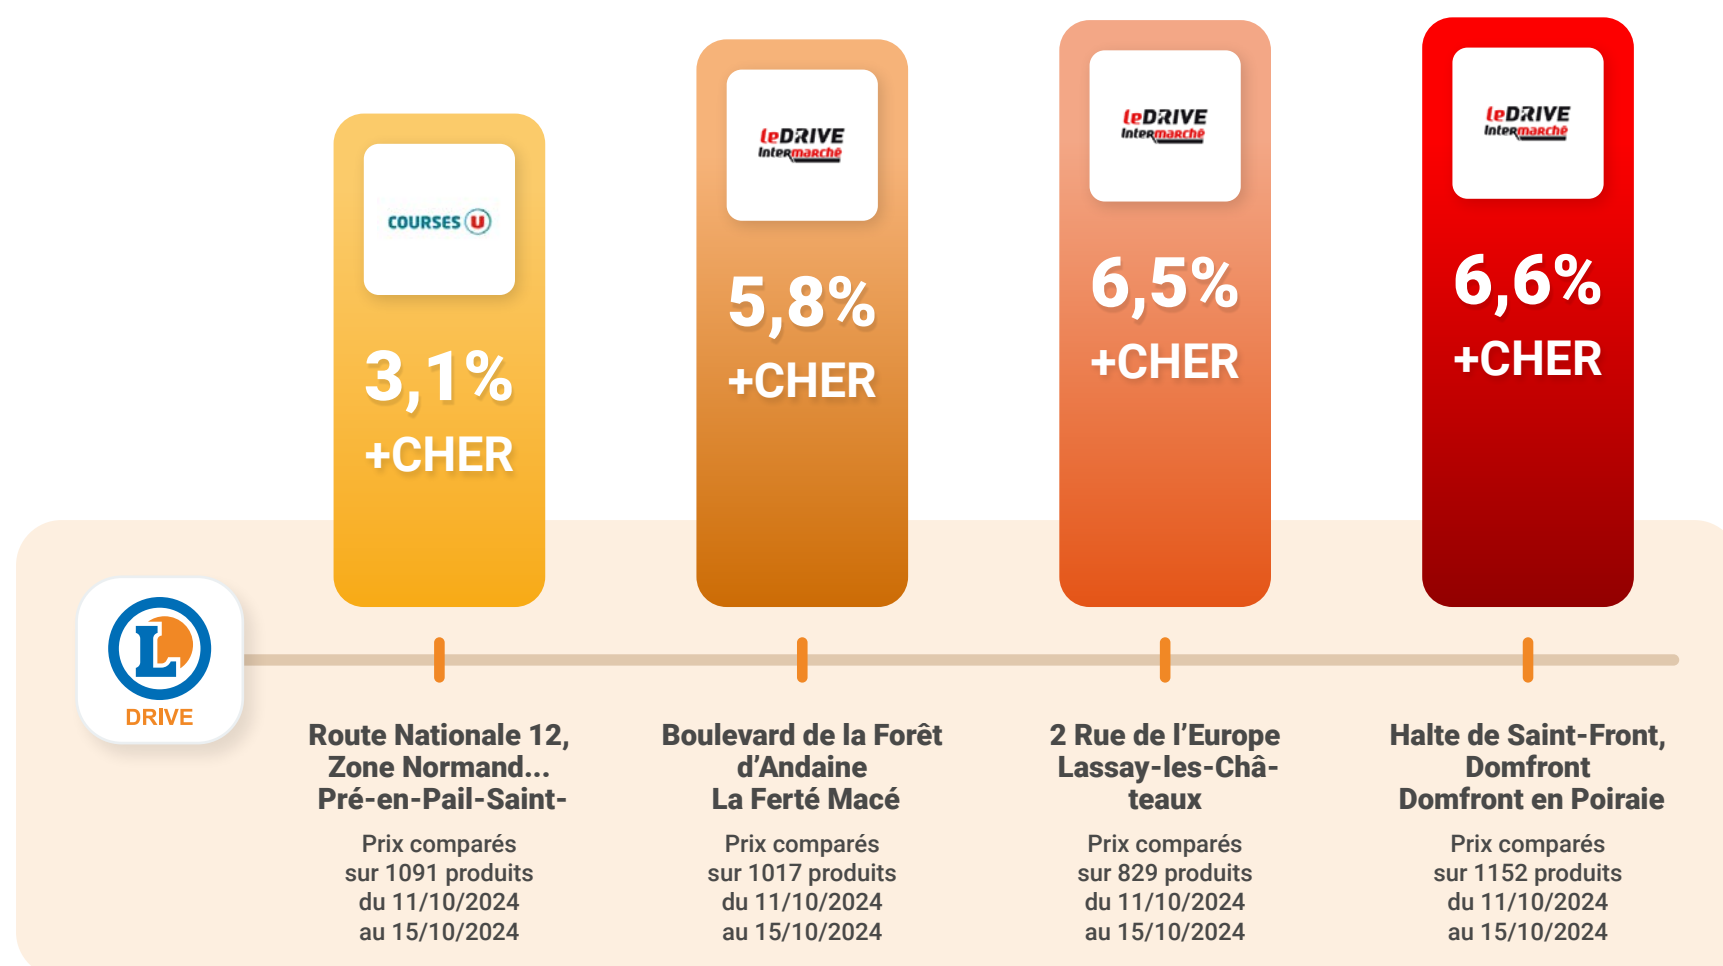 COURSES U
3,1%
+CHER
leDRIVE
Intermarché
5,8%
+CHER
leDRIVE
Intermarché
6,5%
+CHER
leDRIVE
Intermarché
6,6%
+CHER
L
DRIVE
Route Nationale 12,
Zone Normand...
Pré-en-Pail-Saint-
Prix comparés
sur 1091 produits
du 11/10/2024
au 15/10/2024
Boulevard de la Forêt
d’Andaine
La Ferté Macé
Prix comparés
sur 1017 produits
du 11/10/2024
au 15/10/2024
2 Rue de l’Europe
Lassay-les-Châ-
teaux
Prix comparés
sur 829 produits
du 11/10/2024
au 15/10/2024
Halte de Saint-Front,
Domfront
Domfront en Poiraie
Prix comparés
sur 1152 produits
du 11/10/2024
au 15/10/2024